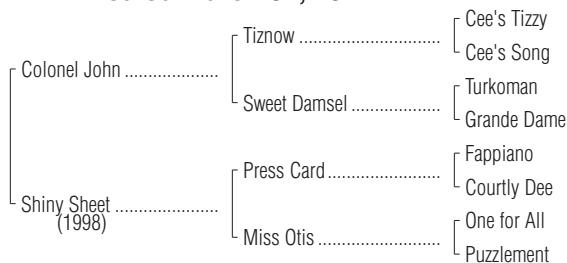 Cee's Tizzy
Tiznow
Cee's Song
Colonel John
Turkoman
Sweet Damsel
Grande Dame
Fappiano
Press Card
Courtly Dee
Shiny Sheet
(1998)
One for All
Miss Otis
Puzzlement